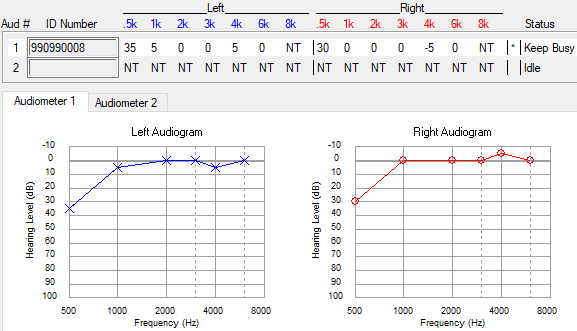 Left Right
Aud # ID Number .5k 1k 2k 3k 4k 6k 8k .5k 1k 2k 3k 4k 6k 8k Status
1 990990008 35 5 0 0 5 0 NT 30 0 0 0 -5 0 NT * Keep Busy
2 NT NT NT NT NT NT NT NT NT NT NT NT NT NT Idle
Audiometer 1 Audiometer 2
Left Audiogram
Hearing Level (dB)
-10
0
10
20
30
40
50
60
70
80
90
100
500 1000 2000 4000 8000
Frequency (Hz)
Right Audiogram
Hearing Level (dB)
-10
0
10
20
30
40
50
60
70
80
90
100
500 1000 2000 4000 8000
Frequency (Hz)